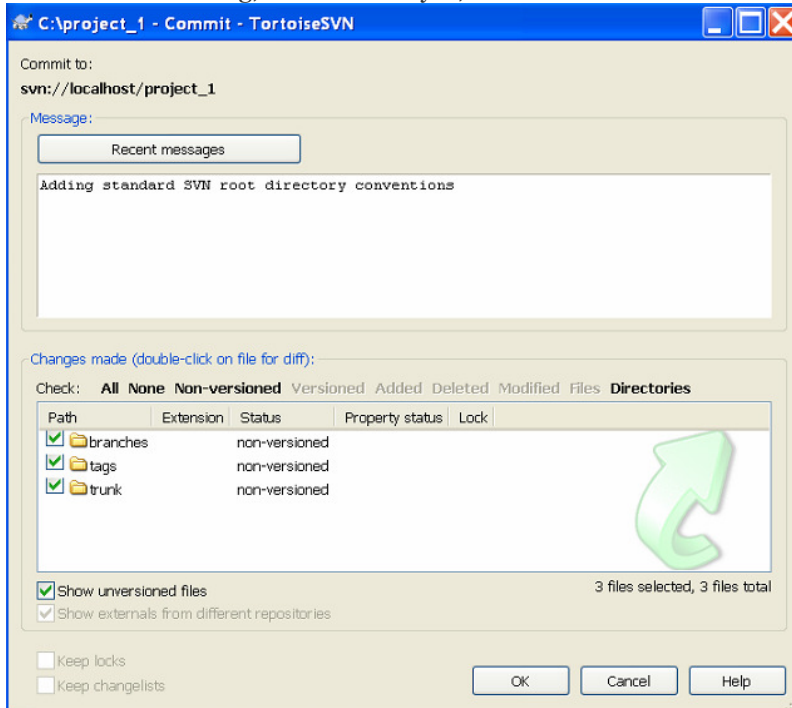 C:\project_1 - Commit - TortoiseSVN
Commit to:
svn://localhost/project_1
Message:
Recent messages
Adding standard SVN root directory conventions
Changes made (double-click on file for diff):
Check: All None Non-versioned Versioned Added Deleted Modified Files Directories
Path Extension Status Property status Lock
branches non-versioned
tags non-versioned
trunk non-versioned
Show unversioned files
3 files selected, 3 files total
Show externals from different repositories
Keep locks
Keep changelists
OK Cancel Help